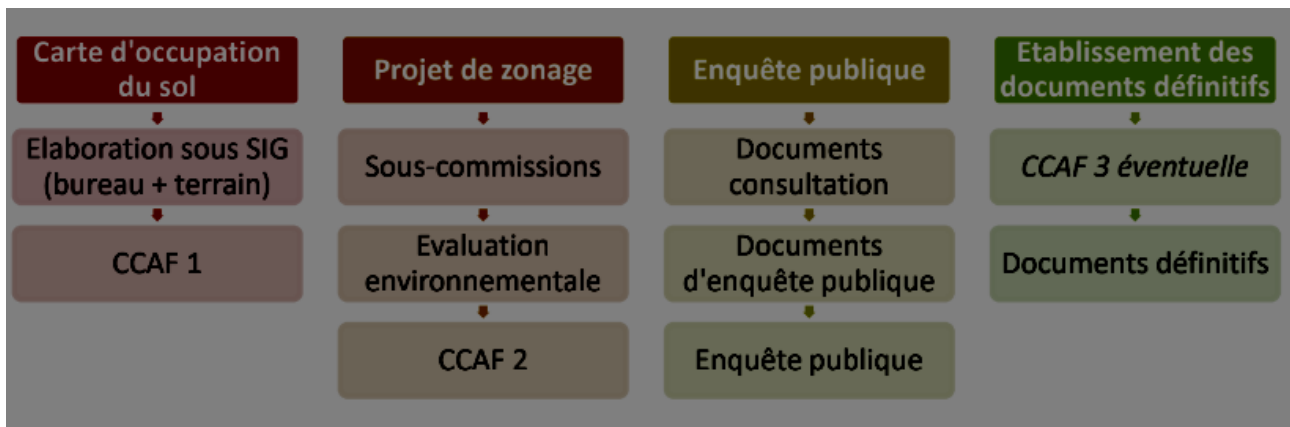 Carte d'occupation
du sol
Elaboration sous SIG
(bureau + terrain)
CCAF 1
Projet de zonage
Sous-commissions
Evaluation
environnementale
CCAF 2
Enquête publique
Documents
consultation
Documents
d'enquête publique
Enquête publique
Etablissement des
documents définitifs
CCAF 3 éventuelle
Documents définitifs